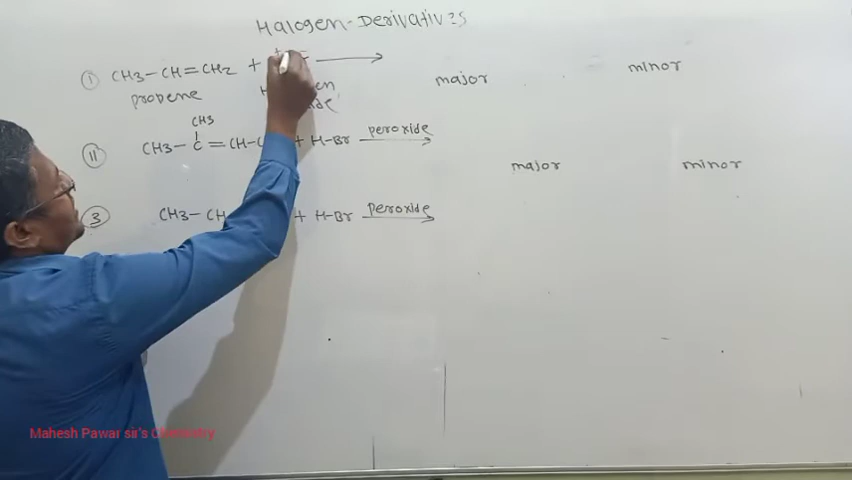 Halogen-Derivatives
① CH3-CH=CH2 + → major minor
propene
CH3
⑪ CH3-C=CH-C + H-Br peroxide → major minor
③ CH3-CH + H-Br peroxide →
Mahesh Pawar sir's Chemistry